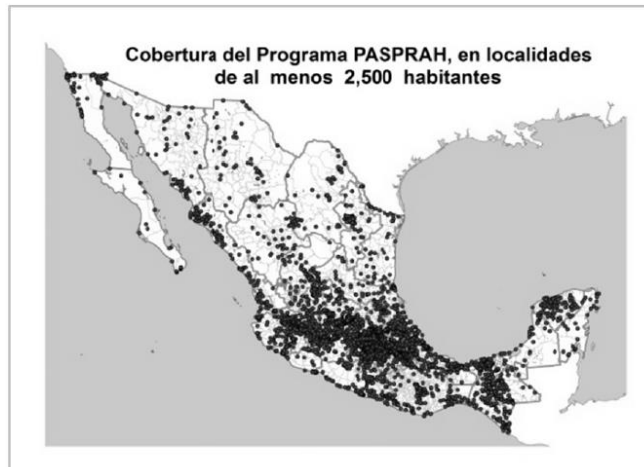 Cobertura del Programa PASPRAH, en localidades
de al menos 2,500 habitantes